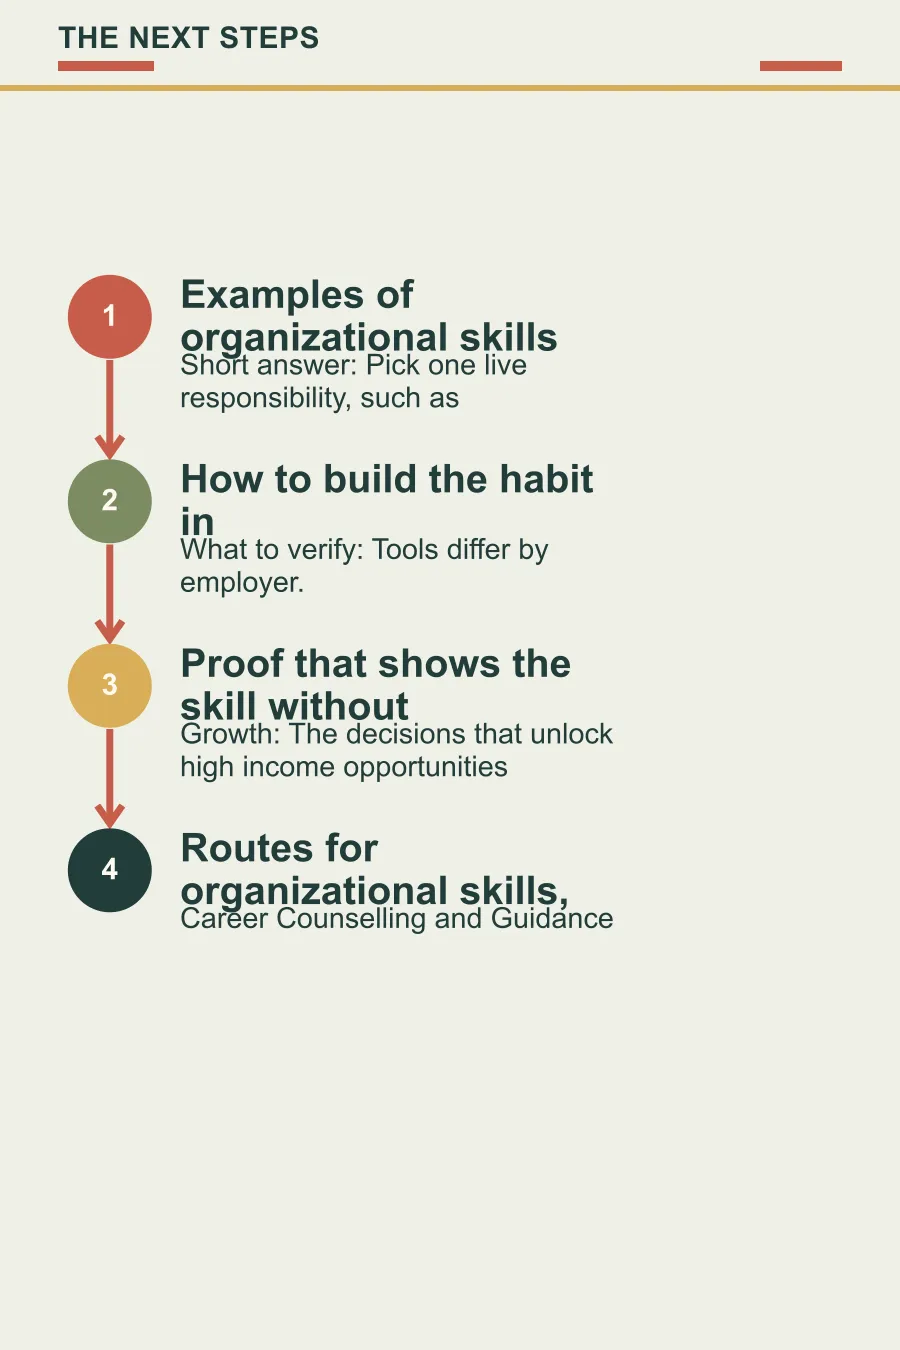 THE NEXT STEPS
1
Examples of
organizational skills
Short answer: Pick one live
responsibility, such as
2
How to build the habit
in
What to verify: Tools differ by
employer.
3
Proof that shows the
skill without
Growth: The decisions that unlock
high income opportunities
4
Routes for
organizational skills,
Career Counselling and Guidance